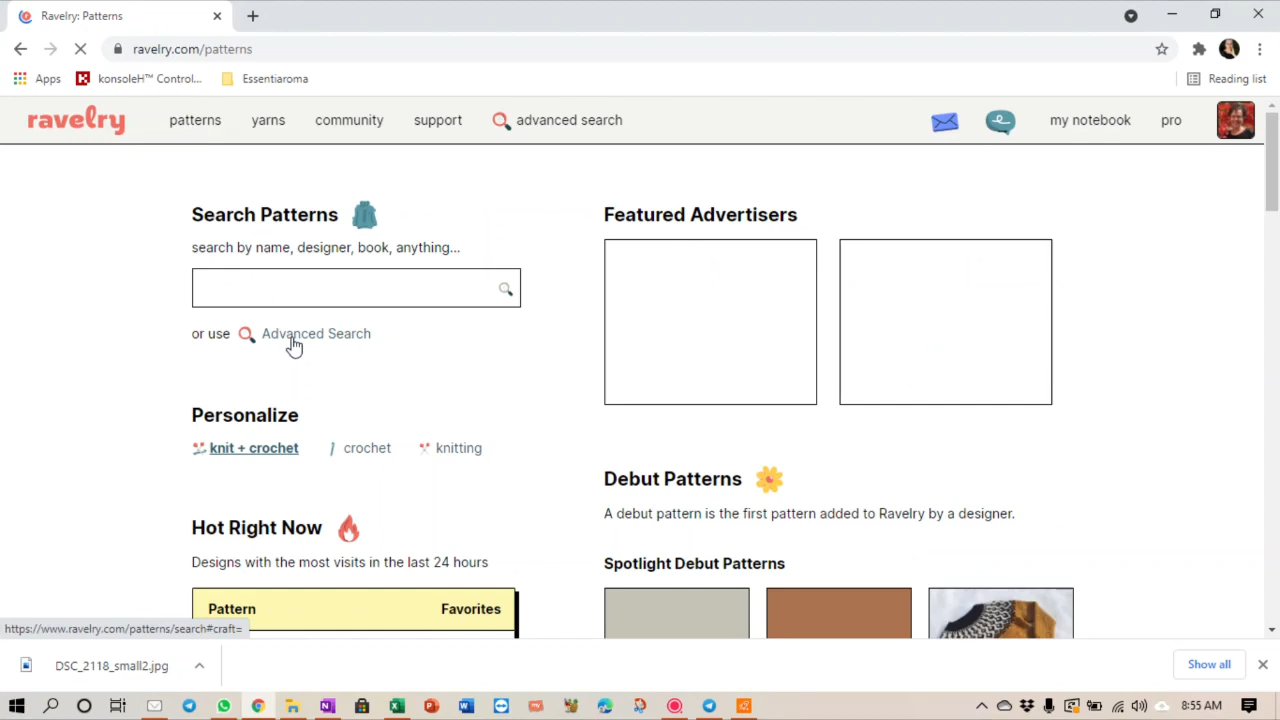 Ravelry: Patterns
ravelry.com/patterns
Apps konsoleH™ Control... Essentiaroma Reading list
ravelry patterns yarns community support advanced search my notebook pro
Search Patterns
search by name, designer, book, anything...
or use Advanced Search
Personalize
knit + crochet crochet knitting
Hot Right Now
Designs with the most visits in the last 24 hours
Pattern Favorites
Featured Advertisers
Debut Patterns
A debut pattern is the first pattern added to Ravelry by a designer.
Spotlight Debut Patterns
https://www.ravelry.com/patterns/search#craft=
DSC_2118_small2.jpg Show all
8:55 AM